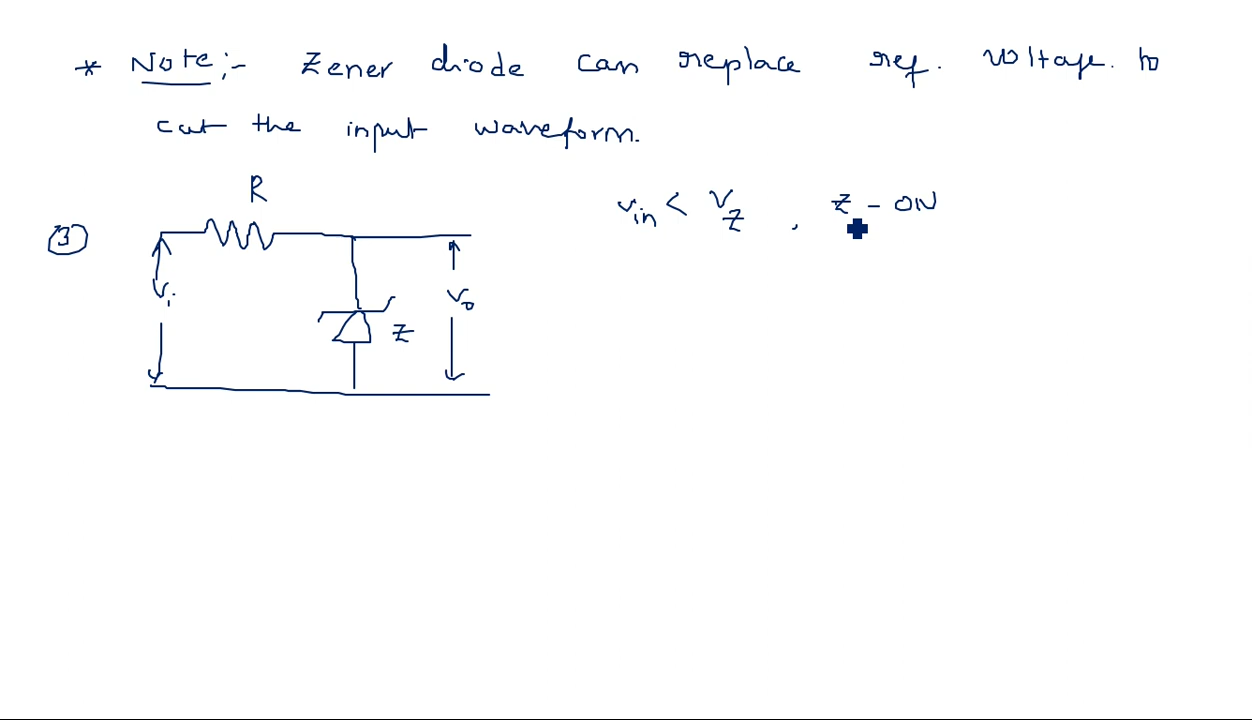 * Note:- Zener diode can replace ref. voltage. to
cut the input waveform.
R
Vin < VZ , Z - ON
3
Vi
Vo
Z